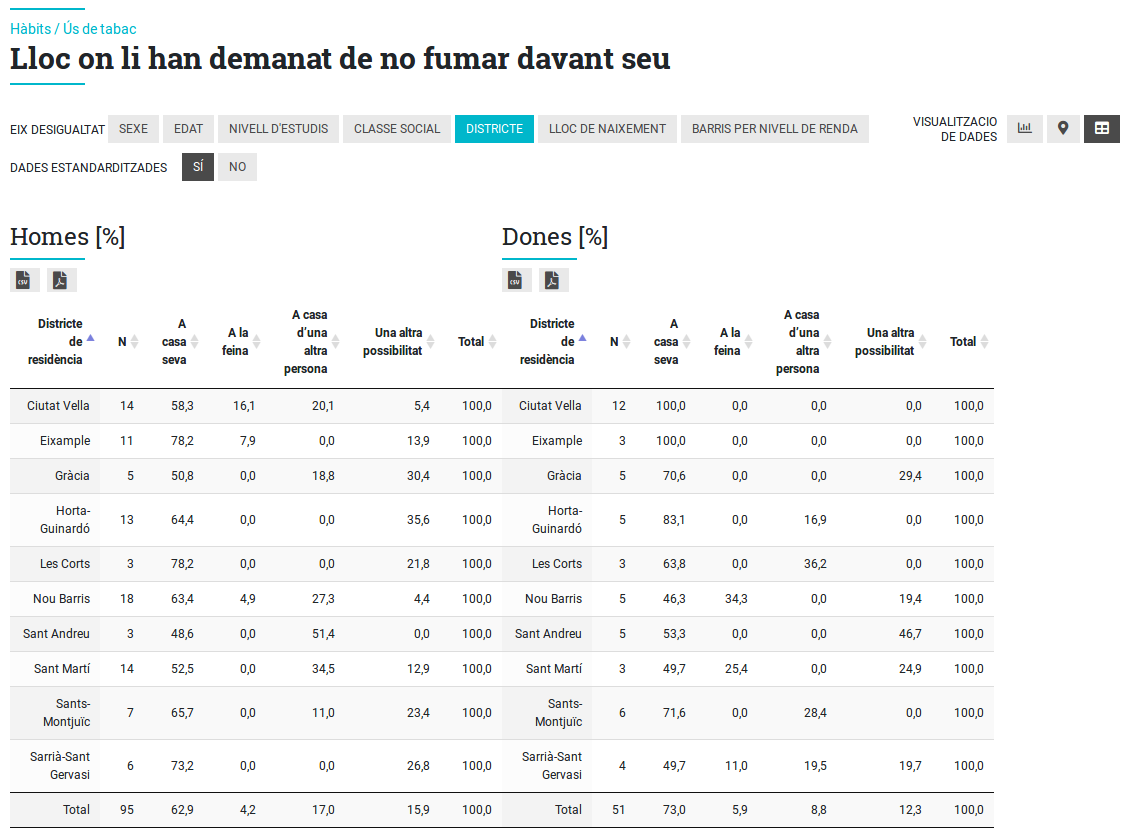 Hàbits / Ús de tabac
Lloc on li han demanat de no fumar davant seu
EIX DESIGUALTAT SEXE EDAT NIVELL D'ESTUDIS CLASSE SOCIAL DISTRICTE LLOC DE NAIXEMENT BARRIS PER NIVELL DE RENDA VISUALITZACIO
DE DADES
DADES ESTANDARDITZADES SÍ NO
Homes [%]
CSV
Districte de residència N A casa seva A la feina A casa d'una altra persona Una altra possibilitat Total
Ciutat Vella 14 58,3 16,1 20,1 5,4 100,0
Eixample 11 78,2 7,9 0,0 13,9 100,0
Gràcia 5 50,8 0,0 18,8 30,4 100,0
Horta-Guinardó 13 64,4 0,0 0,0 35,6 100,0
Les Corts 3 78,2 0,0 0,0 21,8 100,0
Nou Barris 18 63,4 4,9 27,3 4,4 100,0
Sant Andreu 3 48,6 0,0 51,4 0,0 100,0
Sant Martí 14 52,5 0,0 34,5 12,9 100,0
Sants-Montjuïc 7 65,7 0,0 11,0 23,4 100,0
Sarrià-Sant Gervasi 6 73,2 0,0 0,0 26,8 100,0
Total 95 62,9 4,2 17,0 15,9 100,0
Dones [%]
CSV
Districte de residència N A casa seva A la feina A casa d'una altra persona Una altra possibilitat Total
Ciutat Vella 12 100,0 0,0 0,0 0,0 100,0
Eixample 3 100,0 0,0 0,0 0,0 100,0
Gràcia 5 70,6 0,0 0,0 29,4 100,0
Horta-Guinardó 5 83,1 0,0 16,9 0,0 100,0
Les Corts 3 63,8 0,0 36,2 0,0 100,0
Nou Barris 5 46,3 34,3 0,0 19,4 100,0
Sant Andreu 5 53,3 0,0 0,0 46,7 100,0
Sant Martí 3 49,7 25,4 0,0 24,9 100,0
Sants-Montjuïc 6 71,6 0,0 28,4 0,0 100,0
Sarrià-Sant Gervasi 4 49,7 11,0 19,5 19,7 100,0
Total 51 73,0 5,9 8,8 12,3 100,0